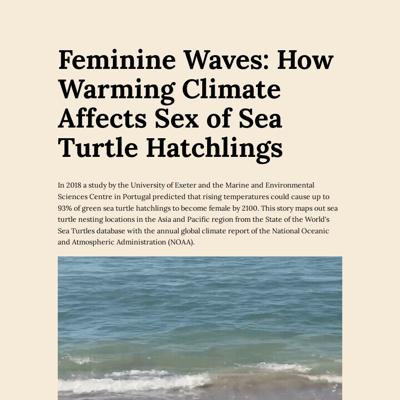 Feminine Waves: How
Warming Climate
Affects Sex of Sea
Turtle Hatchlings
In 2018 a study by the University of Exeter and the Marine and Environmental
Sciences Centre in Portugal predicted that rising temperatures could cause up to
93% of green sea turtle hatchlings to become female by 2100. This story maps out sea
turtle nesting locations in the Asia and Pacific region from the State of the World's
Sea Turtles database with the annual global climate report of the National Oceanic
and Atmospheric Administration (NOAA).